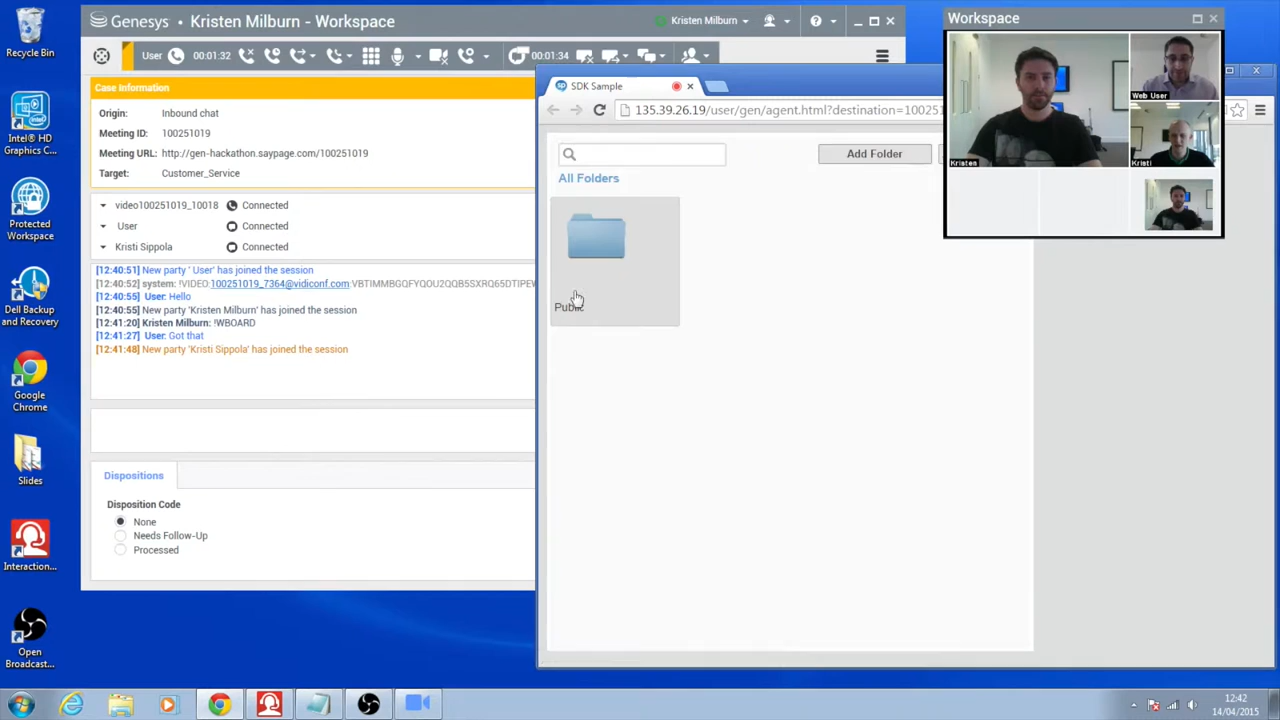 Recycle Bin
Intel® HD
Graphics C...
Protected
Workspace
Dell Backup
and Recovery
Google
Chrome
Slides
Interaction...
Open
Broadcast...
Genesys • Kristen Milburn - Workspace
Kristen Milburn
User 00:01:32
00:01:34
Case Information
Origin: Inbound chat
Meeting ID: 100251019
Meeting URL: http://gen-hackathon.saypage.com/100251019
Target: Customer_Service
video100251019_10018 Connected
User Connected
Kristi Sippola Connected
[12:40:51] New party ' User' has joined the session
[12:40:52] system: !VIDEO:100251019_7364@vidiconf.com:VBTIMMBGQFYQOU2QQB5SXRQ65DTIPEW
[12:40:55] User: Hello
[12:40:55] New party 'Kristen Milburn' has joined the session
[12:41:20] Kristen Milburn: !WBOARD
[12:41:27] User: Got that
[12:41:48] New party 'Kristi Sippola' has joined the session
Dispositions
Disposition Code
None
Needs Follow-Up
Processed
SDK Sample
135.39.26.19/user/gen/agent.html?destination=100251
Add Folder
All Folders
Public
Workspace
Kristen
Web User
Kristi
12:42
14/04/2015